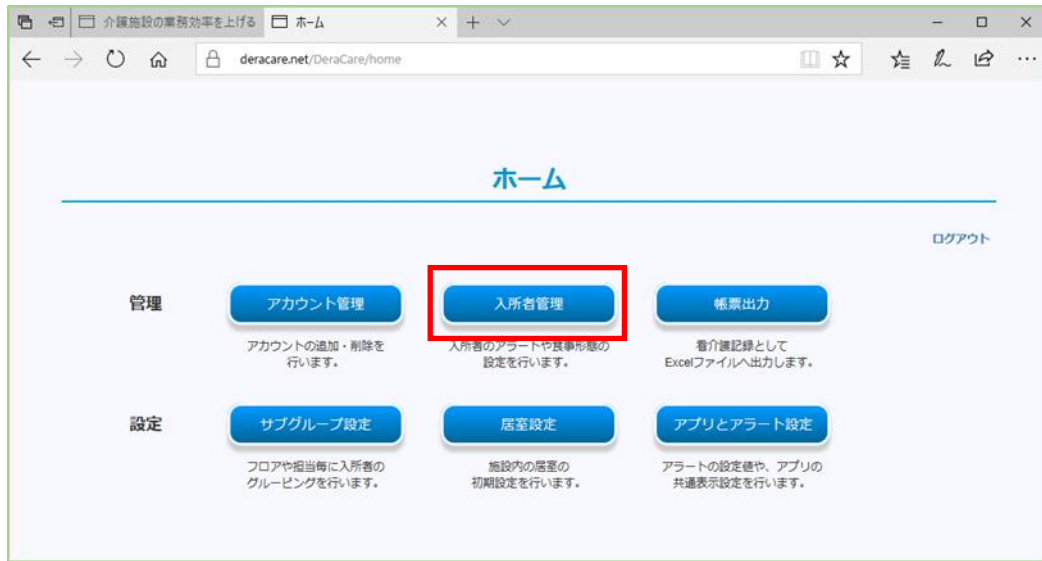 介護施設の業務効率を上げる
ホーム
deracare.net/DeraCare/home
ホーム
ログアウト
管理
アカウント管理
入所者管理
帳票出力
アカウントの追加・削除を
行います。
入所者のアラートや食事形態の
設定を行います。
看介護記録として
Excelファイルへ出力します。
設定
サブグループ設定
居室設定
アプリとアラート設定
フロアや担当毎に入所者の
グルーピングを行います。
施設内の居室の
初期設定を行います。
アラートの設定値や、アプリの
共通表示設定を行います。